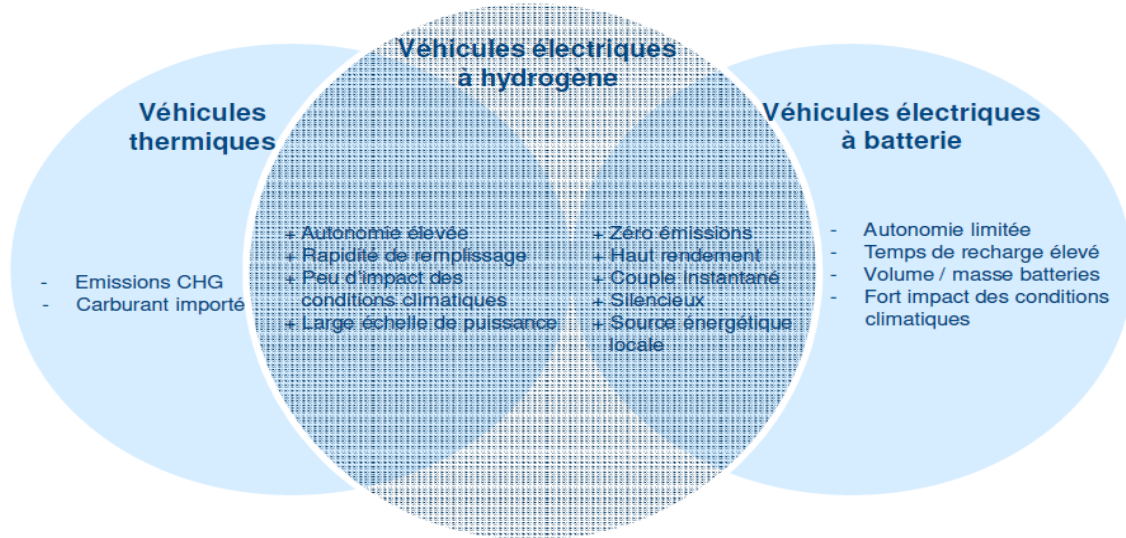 Véhicules électriques
à hydrogène
Véhicules
thermiques
Véhicules électriques
à batterie
- Emissions CHG
- Carburant importé
+ Autonomie élevée
+ Rapidité de remplissage
+ Peu d'impact des
conditions climatiques
+ Large échelle de puissance
+ Zéro émissions
+ Haut rendement
+ Couple instantané
+ Silencieux
+ Source énergétique
locale
- Autonomie limitée
- Temps de recharge élevé
- Volume / masse batteries
- Fort impact des conditions
climatiques